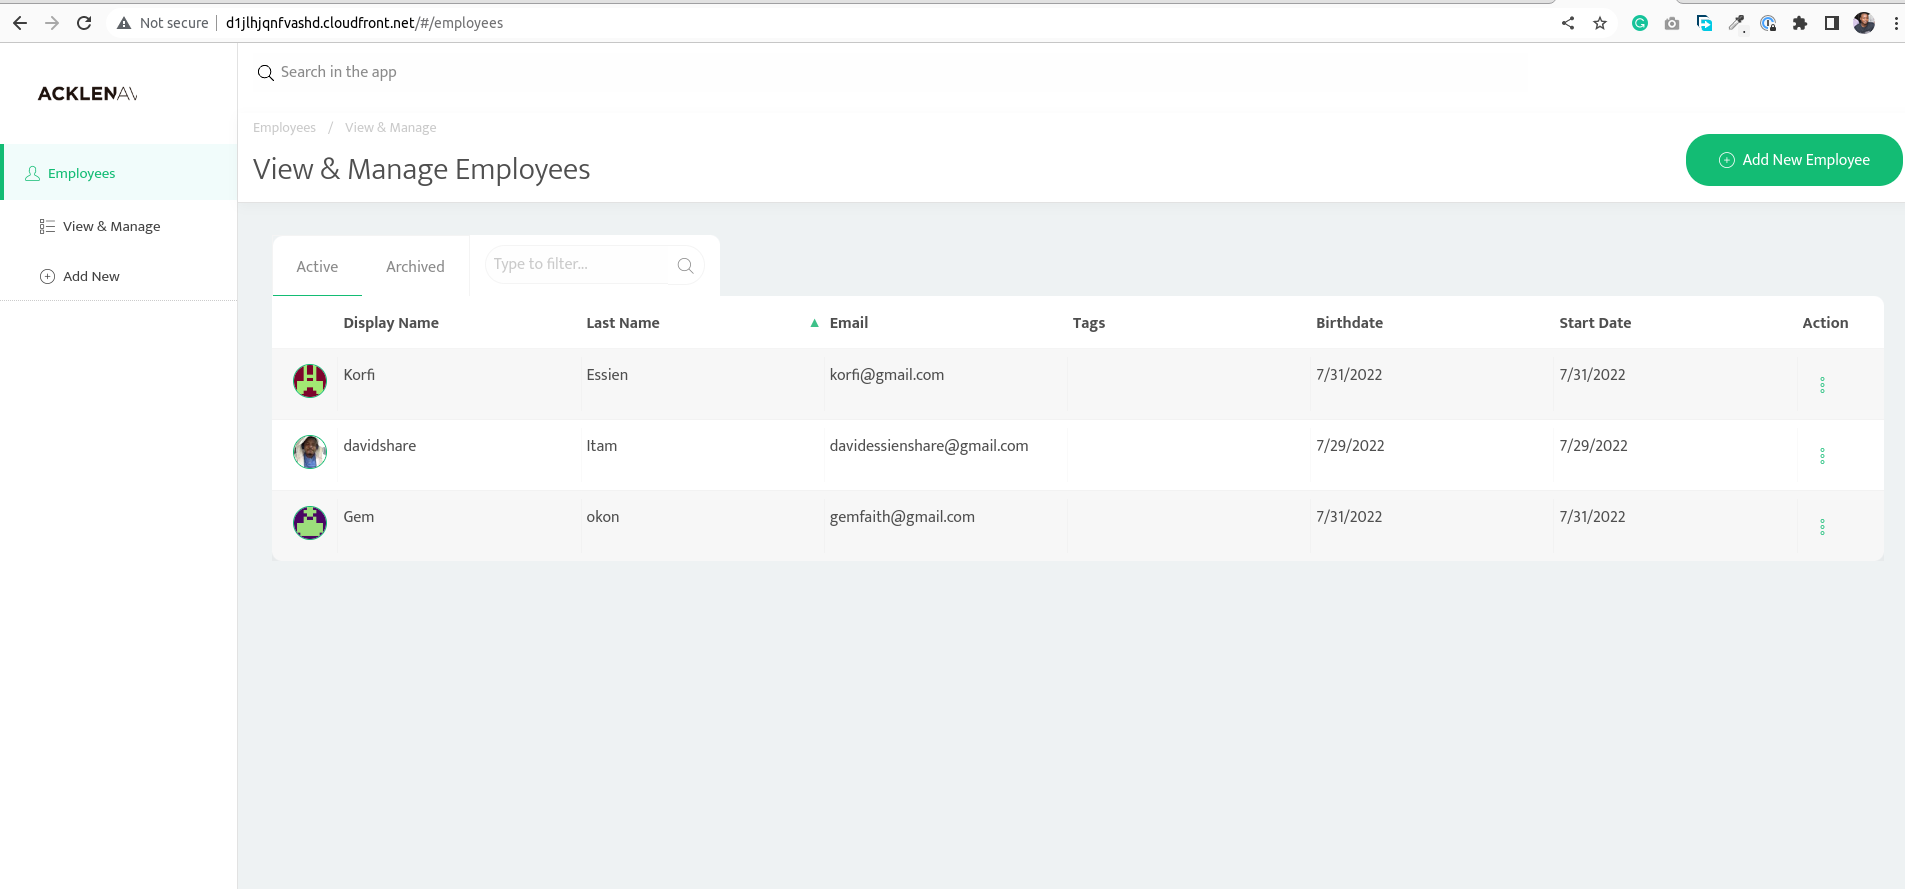 Not secure d1jlhjqnfvashd.cloudfront.net/#/employees
ACKLENAV
Search in the app
Employees / View & Manage
View & Manage Employees
Add New Employee
Employees
View & Manage
Add New
Active Archived Type to filter...
Display Name Last Name ▲ Email Tags Birthdate Start Date Action
Korfi Essien korfi@gmail.com 7/31/2022 7/31/2022
davidshare Itam davidessienshare@gmail.com 7/29/2022 7/29/2022
Gem okon gemfaith@gmail.com 7/31/2022 7/31/2022